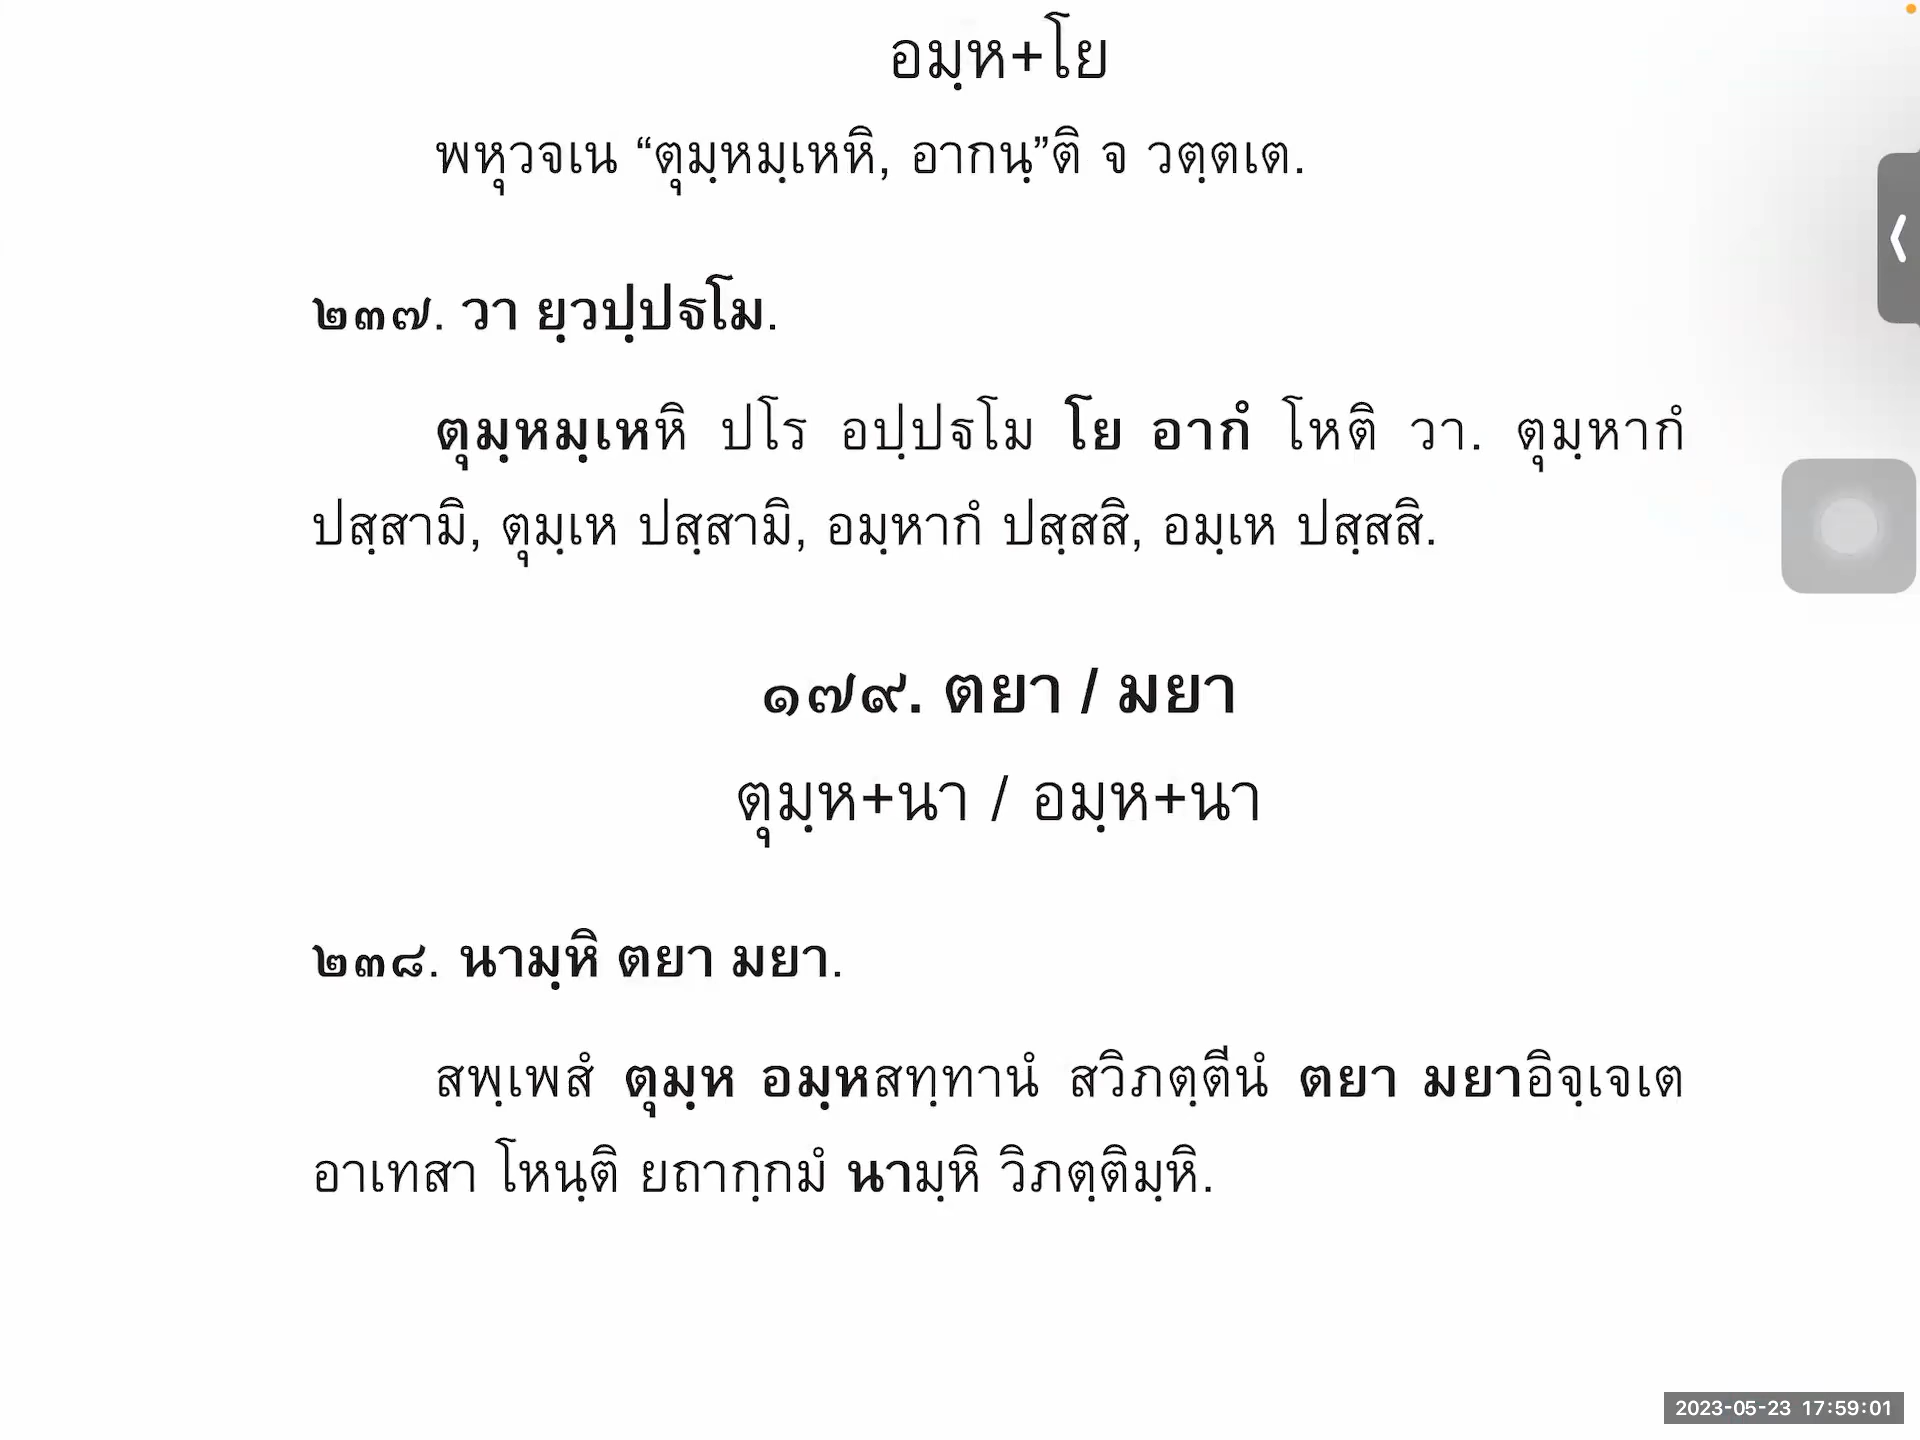 อมฺห+โย
พหุวจเน “ตุมฺหมฺเหหิ, อากนฺ”ติ จ วตฺตเต.
๒๓๗. วา ยฺวปฺปฐโม.
ตุมฺหมฺเหหิ ปโร อปฺปฐโม โย อากํ โหติ วา. ตุมฺหากํ
ปสฺสามิ, ตุมฺเห ปสฺสามิ, อมฺหากํ ปสฺสสิ, อมฺเห ปสฺสสิ.
๑๗๙. ตยา / มยา
ตุมฺห+นา / อมฺห+นา
๒๓๘. นามฺหิ ตยา มยา.
สพฺเพสํ ตุมฺห อมฺหสทฺทานํ สวิภตฺตีนํ ตยา มยาอิจฺเจเต
อาเทสา โหนฺติ ยถากฺกมํ นามฺหิ วิภตฺติมฺหิ.
2023-05-23 17:59:01